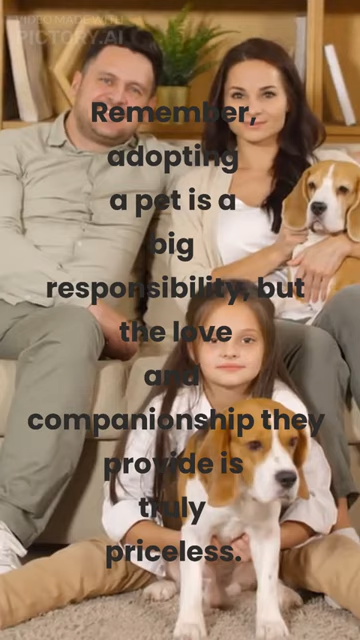 VIDEO MADE WITH
PICTORY.AI
Remember,
adopting
a pet is a
big
responsibility, but
the love
and
companionship they
provide is
truly
priceless.